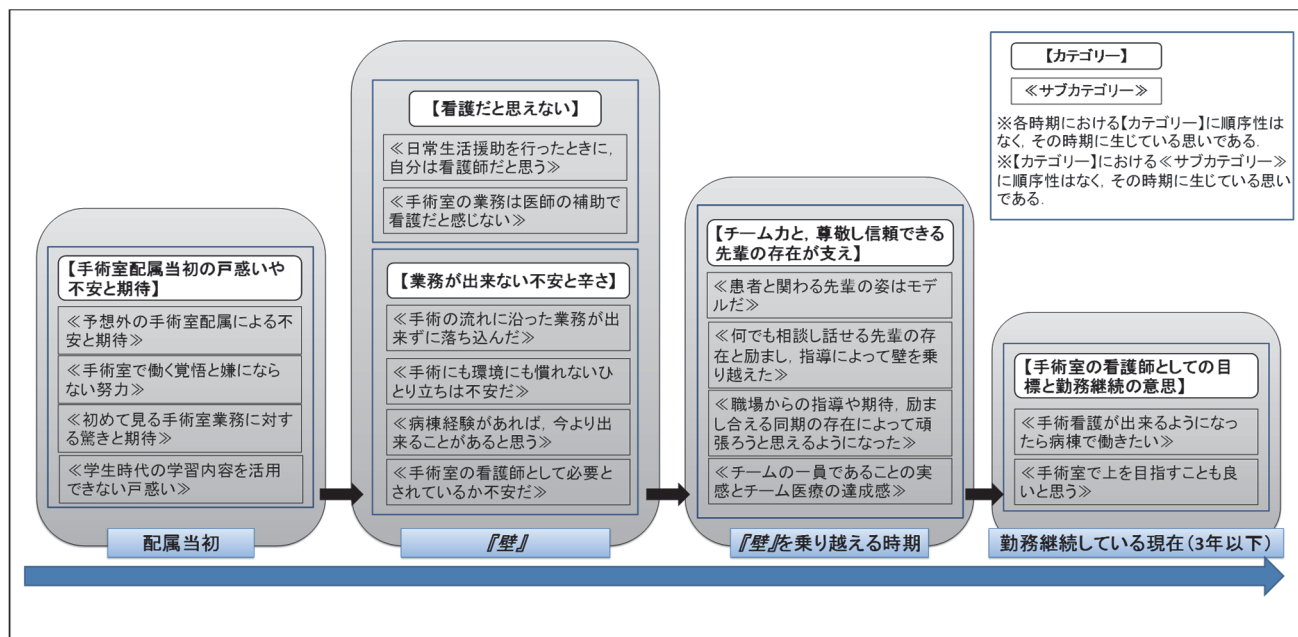 【手術室配属当初の戸惑いや
不安と期待】
≪予想外の手術室配属による不
安と期待≫
≪手術室で働く覚悟と嫌になら
ない努力≫
≪初めて見る手術室業務に対す
る驚きと期待≫
≪学生時代の学習内容を活用
できない戸惑い≫
配属当初
【看護だと思えない】
≪日常生活援助を行ったときに，
自分は看護師だと思う≫
≪手術室の業務は医師の補助で
看護だと感じない≫
【業務が出来ない不安と辛さ】
≪手術の流れに沿った業務が出
来ずに落ち込んだ≫
≪手術にも環境にも慣れないひ
とり立ちは不安だ≫
≪病棟経験があれば，今より出
来ることがあると思う≫
≪手術室の看護師として必要と
されているか不安だ≫
『壁』
【チーム力と，尊敬し信頼できる
先輩の存在が支え】
≪患者と関わる先輩の姿はモデ
ルだ≫
≪何でも相談し話せる先輩の存
在と励まし，指導によって壁を乗
り越えた≫
≪職場からの指導や期待，励ま
し合える同期の存在によって頑
張ろうと思えるようになった≫
≪チームの一員であることの実
感とチーム医療の達成感≫
『壁』を乗り越える時期
【手術室の看護師としての目
標と勤務継続の意思】
≪手術看護が出来るようになっ
たら病棟で働きたい≫
≪手術室で上を目指すことも良
いと思う≫
勤務継続している現在（3年以下）
【カテゴリー】
≪サブカテゴリー≫
※各時期における【カテゴリー】に順序性は
なく，その時期に生じている思いである．
※【カテゴリー】における≪サブカテゴリー≫
に順序性はなく，その時期に生じている思い
である．